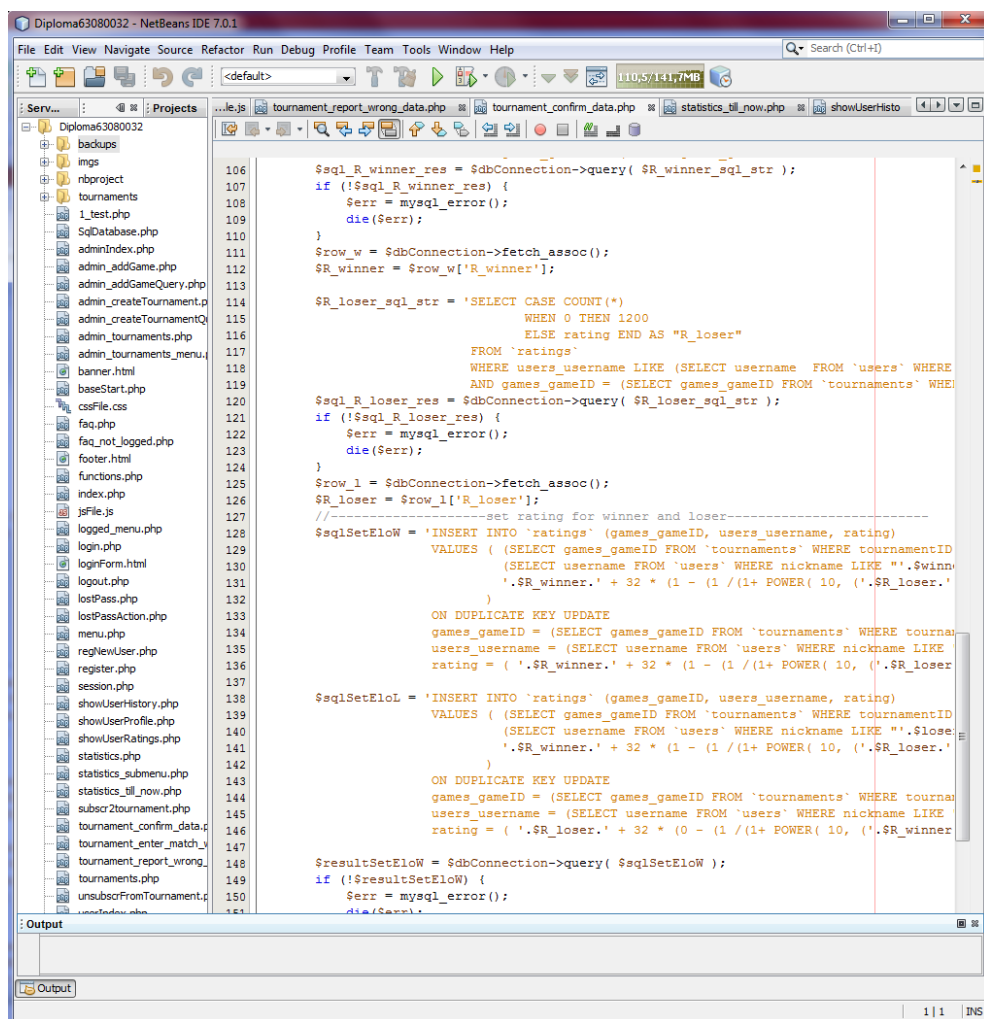 Diploma63080032 - NetBeans IDE 7.0.1
File Edit View Navigate Source Refactor Run Debug Profile Team Tools Window Help
Search (Ctrl+I)
<default>
110,5/141,7MB
Serv...
Projects
...le.js tournament_report_wrong_data.php tournament_confirm_data.php statistics_till_now.php showUserHisto
Diploma63080032
backups
imgs
nbproject
tournaments
1_test.php
SqlDatabase.php
adminIndex.php
admin_addGame.php
admin_addGameQuery.php
admin_createTournament.p
admin_createTournamentQ
admin_tournaments.php
admin_tournaments_menu.
banner.html
baseStart.php
cssFile.css
faq.php
faq_not_logged.php
footer.html
functions.php
index.php
jsFile.js
logged_menu.php
login.php
loginForm.html
logout.php
lostPass.php
lostPassAction.php
menu.php
regNewUser.php
register.php
session.php
showUserHistory.php
showUserProfile.php
showUserRatings.php
statistics.php
statistics_submenu.php
statistics_till_now.php
subscr2tournament.php
tournament_confirm_data.p
tournament_enter_match_
tournament_report_wrong_
tournaments.php
unsubscrFromTournament.p
106 $sql_R_winner_res = $dbConnection->query( $R_winner_sql_str );
107 if (!$sql_R_winner_res) {
108 $err = mysql_error();
109 die($err);
110 }
111 $row_w = $dbConnection->fetch_assoc();
112 $R_winner = $row_w['R_winner'];
113
114 $R_loser_sql_str = 'SELECT CASE COUNT(*)
115 WHEN 0 THEN 1200
116 ELSE rating END AS "R_loser"
117 FROM `ratings`
118 WHERE users_username LIKE (SELECT username  FROM `users` WHERE
119 AND games_gameID = (SELECT games_gameID FROM `tournaments` WHE
120 $sql_R_loser_res = $dbConnection->query( $R_loser_sql_str );
121 if (!$sql_R_loser_res) {
122 $err = mysql_error();
123 die($err);
124 }
125 $row_l = $dbConnection->fetch_assoc();
126 $R_loser = $row_l['R_loser'];
127 //--------------------set rating for winner and loser--------------------------
128 $sqlSetEloW = 'INSERT INTO `ratings` (games_gameID, users_username, rating)
129 VALUES ( (SELECT games_gameID FROM `tournaments` WHERE tournamentID
130 (SELECT username FROM `users` WHERE nickname LIKE "'.$winn
131 '.$R_winner.' + 32 * (1 - (1 /(1+ POWER( 10, ('.$R_loser.'
132 )
133 ON DUPLICATE KEY UPDATE
134 games_gameID = (SELECT games_gameID FROM `tournaments` WHERE tourna
135 users_username = (SELECT username FROM `users` WHERE nickname LIKE
136 rating = ( '.$R_winner.' + 32 * (1 - (1 /(1+ POWER( 10, ('.$R_loser
137
138 $sqlSetEloL = 'INSERT INTO `ratings` (games_gameID, users_username, rating)
139 VALUES ( (SELECT games_gameID FROM `tournaments` WHERE tournamentID
140 (SELECT username FROM `users` WHERE nickname LIKE "'.$lose
141 '.$R_winner.' + 32 * (1 - (1 /(1+ POWER( 10, ('.$R_loser.'
142 )
143 ON DUPLICATE KEY UPDATE
144 games_gameID = (SELECT games_gameID FROM `tournaments` WHERE tourna
145 users_username = (SELECT username FROM `users` WHERE nickname LIKE
146 rating = ( '.$R_loser.' + 32 * (0 - (1 /(1+ POWER( 10, ('.$R_winner
147
148 $resultSetEloW = $dbConnection->query( $sqlSetEloW );
149 if (!$resultSetEloW) {
150 $err = mysql_error();
Output
Output
1|1 INS